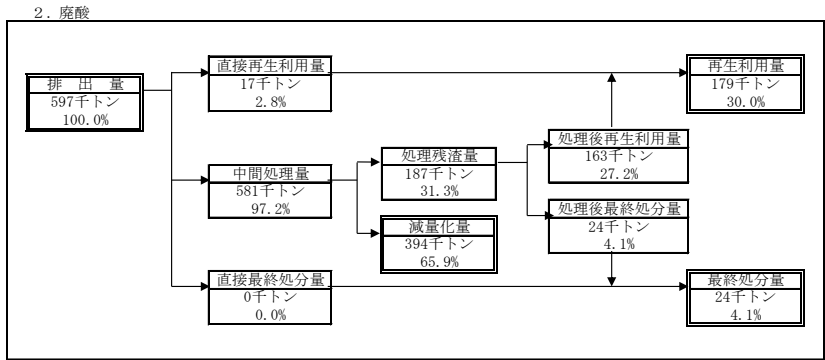 ２．廃酸
排　出　量
597千トン
100.0%
直接再生利用量
17千トン
2.8%
再生利用量
179千トン
30.0%
中間処理量
581千トン
97.2%
処理残渣量
187千トン
31.3%
処理後再生利用量
163千トン
27.2%
減量化量
394千トン
65.9%
処理後最終処分量
24千トン
4.1%
直接最終処分量
0千トン
0.0%
最終処分量
24千トン
4.1%